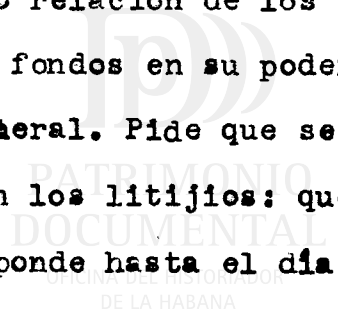 relación de los
fondos en su pode
neral. Pide que se
n los litijios: qu
ponde hasta el día
PATRIMONIO
DOCUMENTAL
OFICINA DEL HISTORIADOR
DE LA HABANA